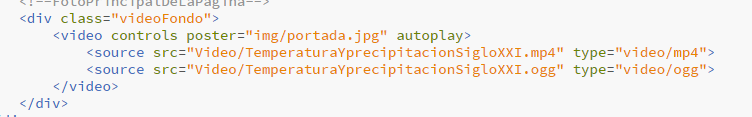 <!--FotoPrincipalDeLaPagina-->
<div class="videoFondo">
<video controls poster="img/portada.jpg" autoplay>
<source src="Video/TemperaturaYprecipitacionSigloXXI.mp4" type="video/mp4">
<source src="Video/TemperaturaYprecipitacionSigloXXI.ogg" type="video/ogg">
</video>
</div>